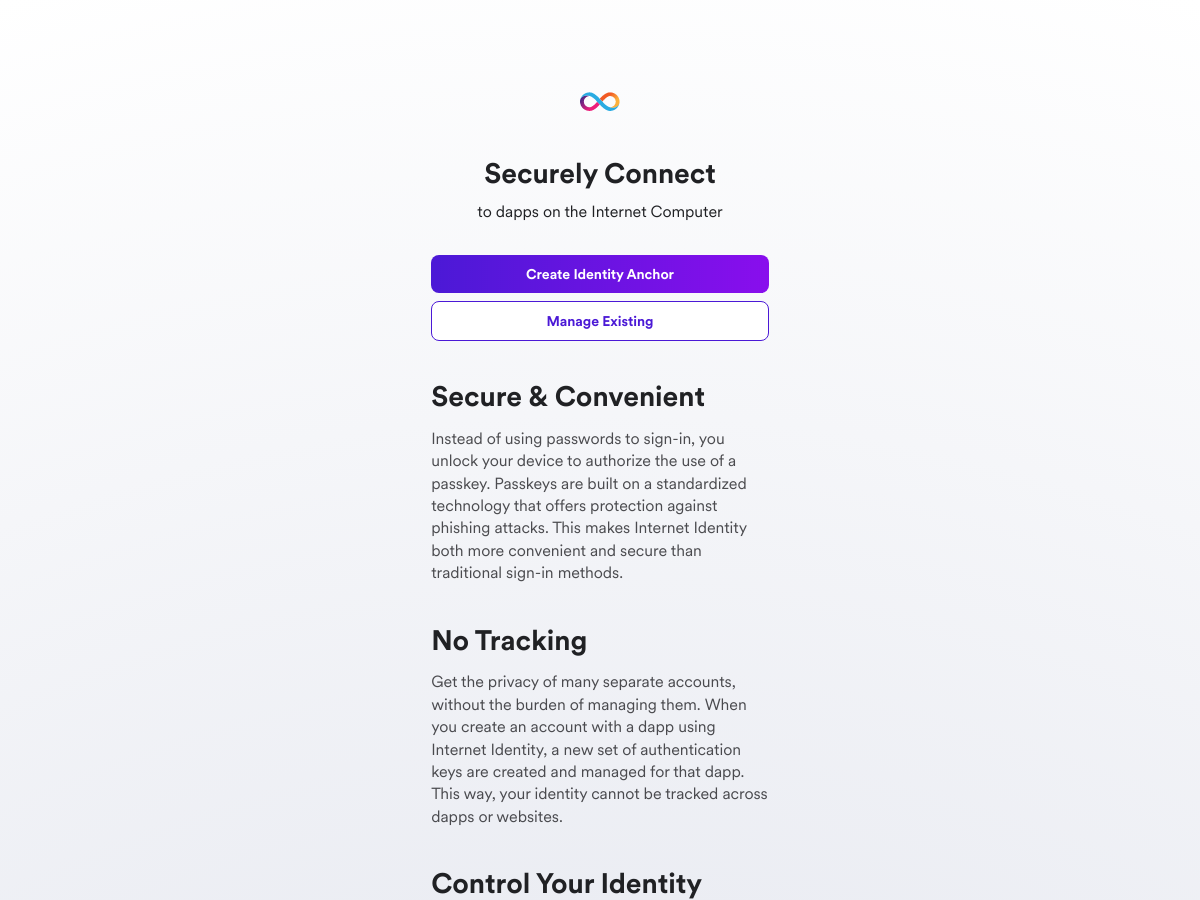 Securely Connect
to dapps on the Internet Computer
Create Identity Anchor
Manage Existing
Secure & Convenient
Instead of using passwords to sign-in, you
unlock your device to authorize the use of a
passkey. Passkeys are built on a standardized
technology that offers protection against
phishing attacks. This makes Internet Identity
both more convenient and secure than
traditional sign-in methods.
No Tracking
Get the privacy of many separate accounts,
without the burden of managing them. When
you create an account with a dapp using
Internet Identity, a new set of authentication
keys are created and managed for that dapp.
This way, your identity cannot be tracked across
dapps or websites.
Control Your Identity